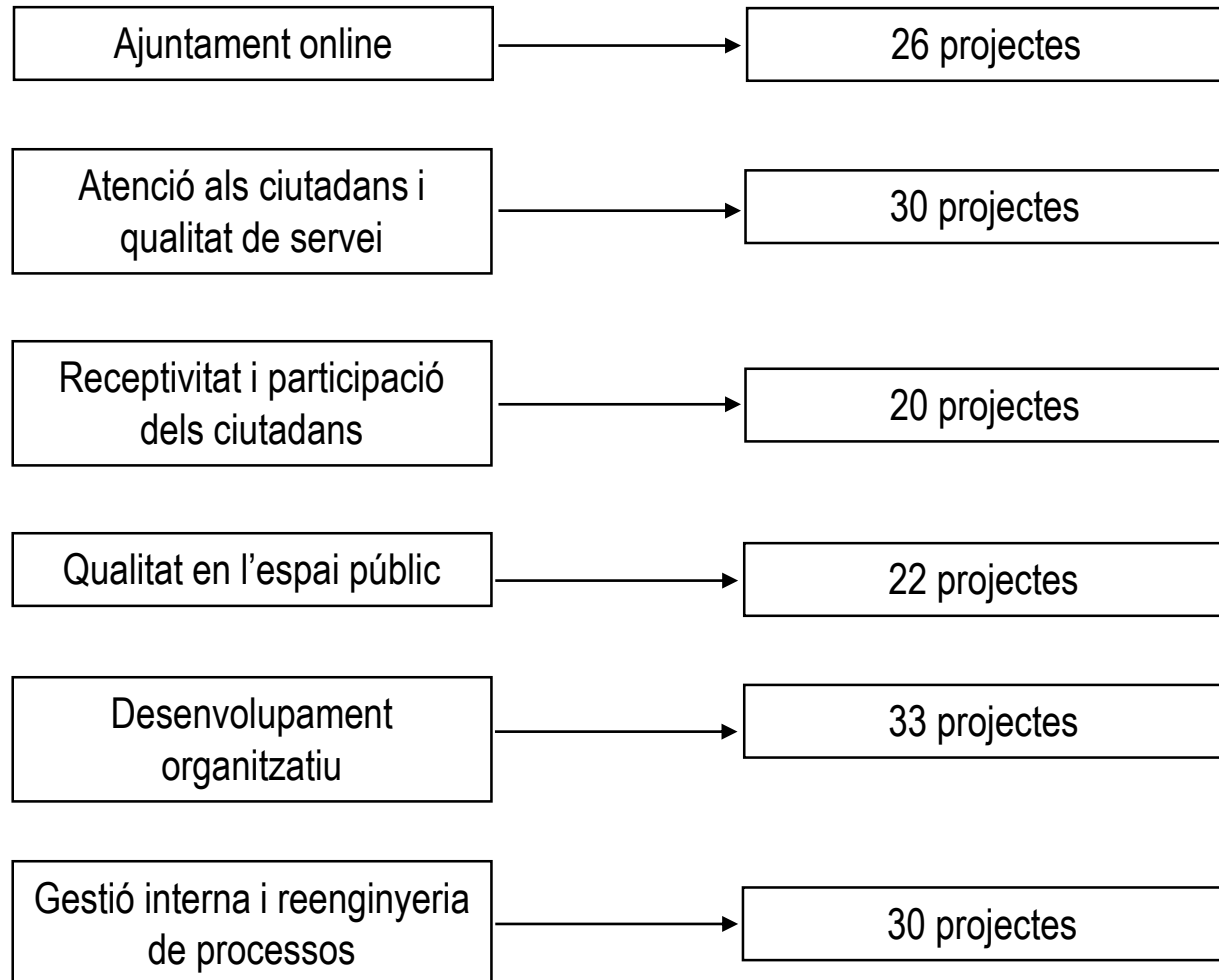 Ajuntament online
26 projectes
Atenció als ciutadans i
qualitat de servei
30 projectes
Receptivitat i participació
dels ciutadans
20 projectes
Qualitat en l’espai públic
22 projectes
Desenvolupament
organitzatiu
33 projectes
Gestió interna i reenginyeria
de processos
30 projectes